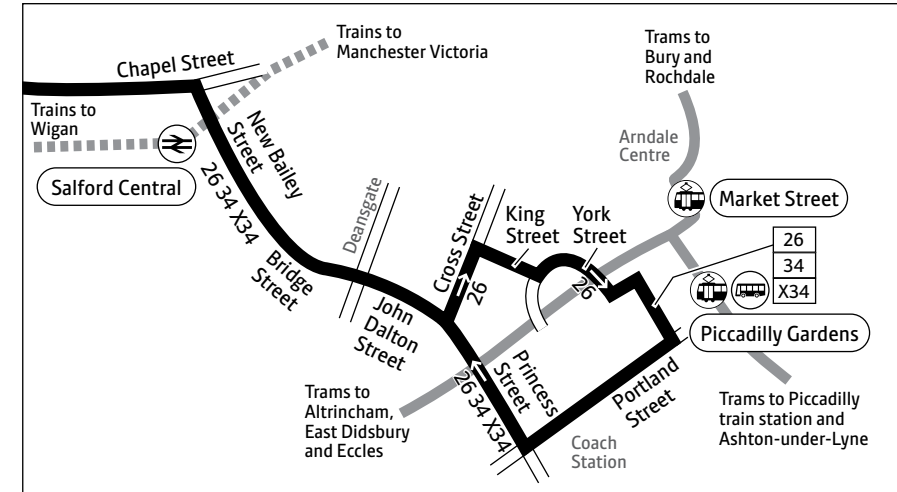 Trains to
Manchester Victoria
Trams to
Bury and
Rochdale
Chapel Street
Trains to
Wigan
New Bailey
Street
Arndale
Centre
Salford Central
26 34 X34
Deansgate
Cross Street
King
Street
York
Street
Market Street
26
34
X34
26
26
Bridge
Street
John
Dalton
Street
Piccadilly Gardens
Princess
Street
26 34 X34
Portland
Street
Trams to
Altrincham,
East Didsbury
and Eccles
Coach
Station
Trams to Piccadilly
train station and
Ashton-under-Lyne